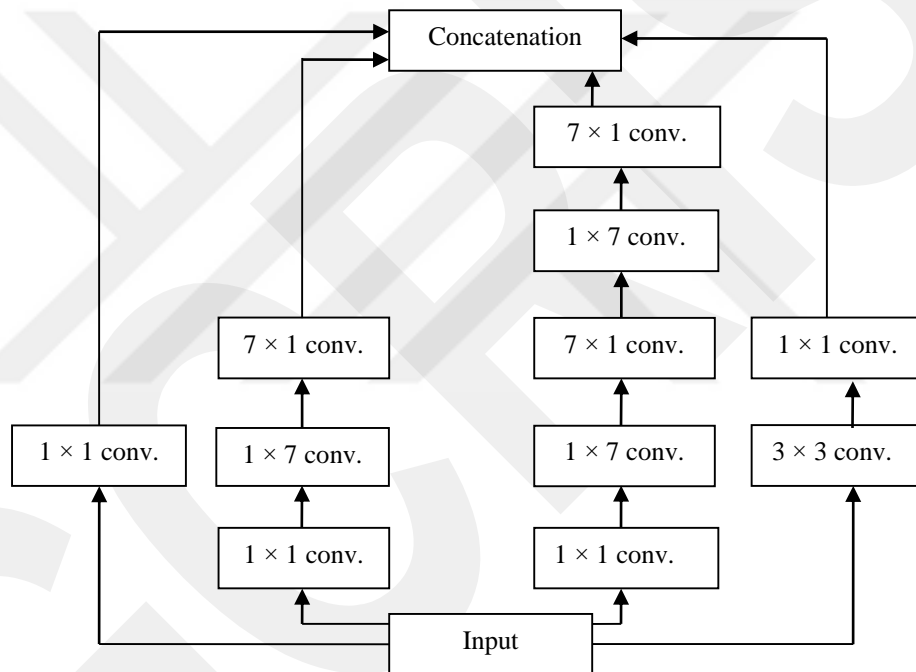 Concatenation
7 × 1 conv.
1 × 7 conv.
7 × 1 conv.
7 × 1 conv.
1 × 1 conv.
1 × 1 conv.
1 × 7 conv.
1 × 7 conv.
3 × 3 conv.
1 × 1 conv.
1 × 1 conv.
Input